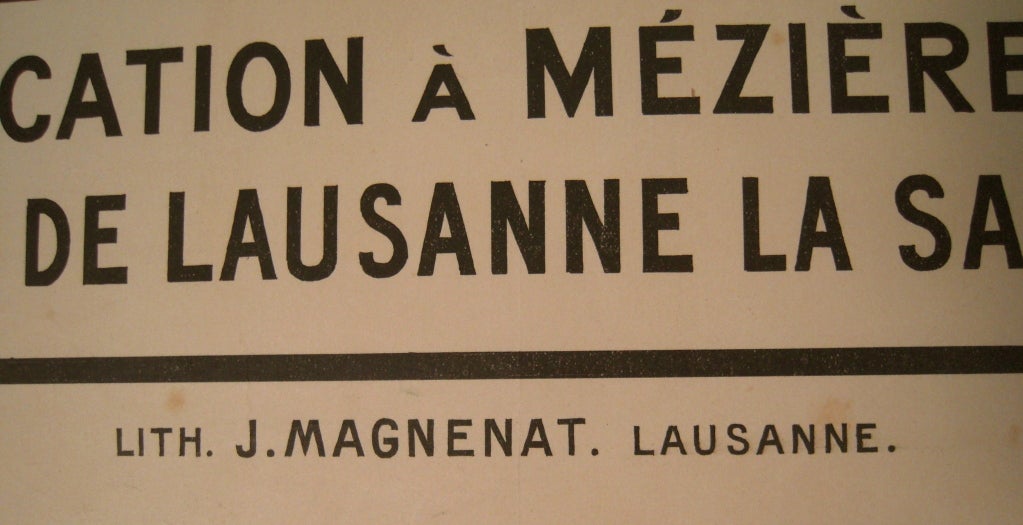 CATION À MÉZIÈRE
DE LAUSANNE LA SA
LITH. J. MAGNENAT. LAUSANNE.